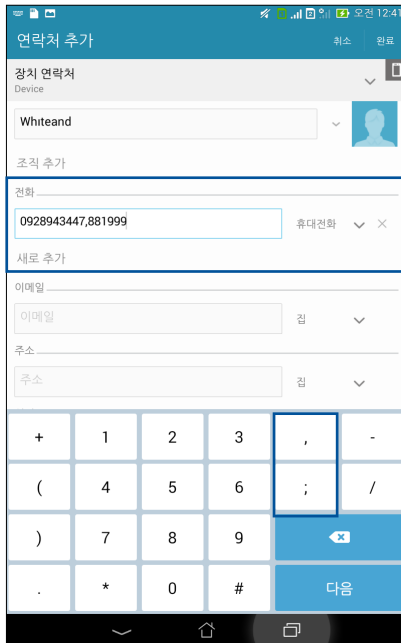 오전 12:41
연락처 추가 취소 완료
장치 연락처
Device
Whiteand
조직 추가
전화
0928943447,881999 휴대전화
새로 추가
이메일
이메일 집
주소
주소 집
+ 1 2 3 , -
( 4 5 6 ; /
) 7 8 9
. * 0 # 다음